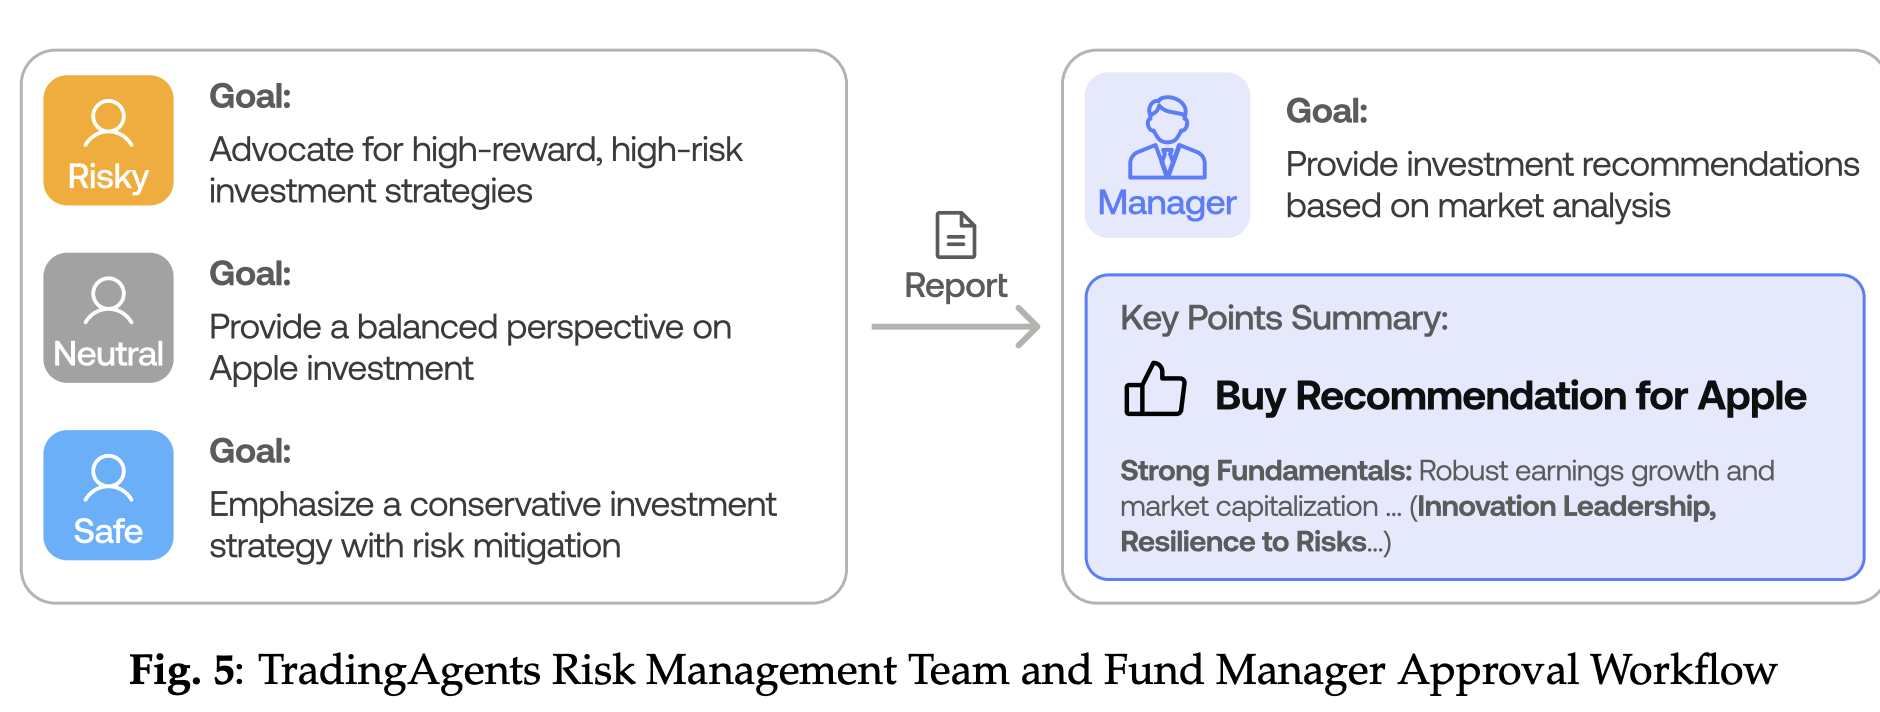 Risky
Goal:
Advocate for high-reward, high-risk
investment strategies
Neutral
Goal:
Provide a balanced perspective on
Apple investment
Safe
Goal:
Emphasize a conservative investment
strategy with risk mitigation
Report
Manager
Goal:
Provide investment recommendations
based on market analysis
Key Points Summary:
Buy Recommendation for Apple
Strong Fundamentals: Robust earnings growth and
market capitalization ... (Innovation Leadership,
Resilience to Risks...)
Fig. 5: TradingAgents Risk Management Team and Fund Manager Approval Workflow